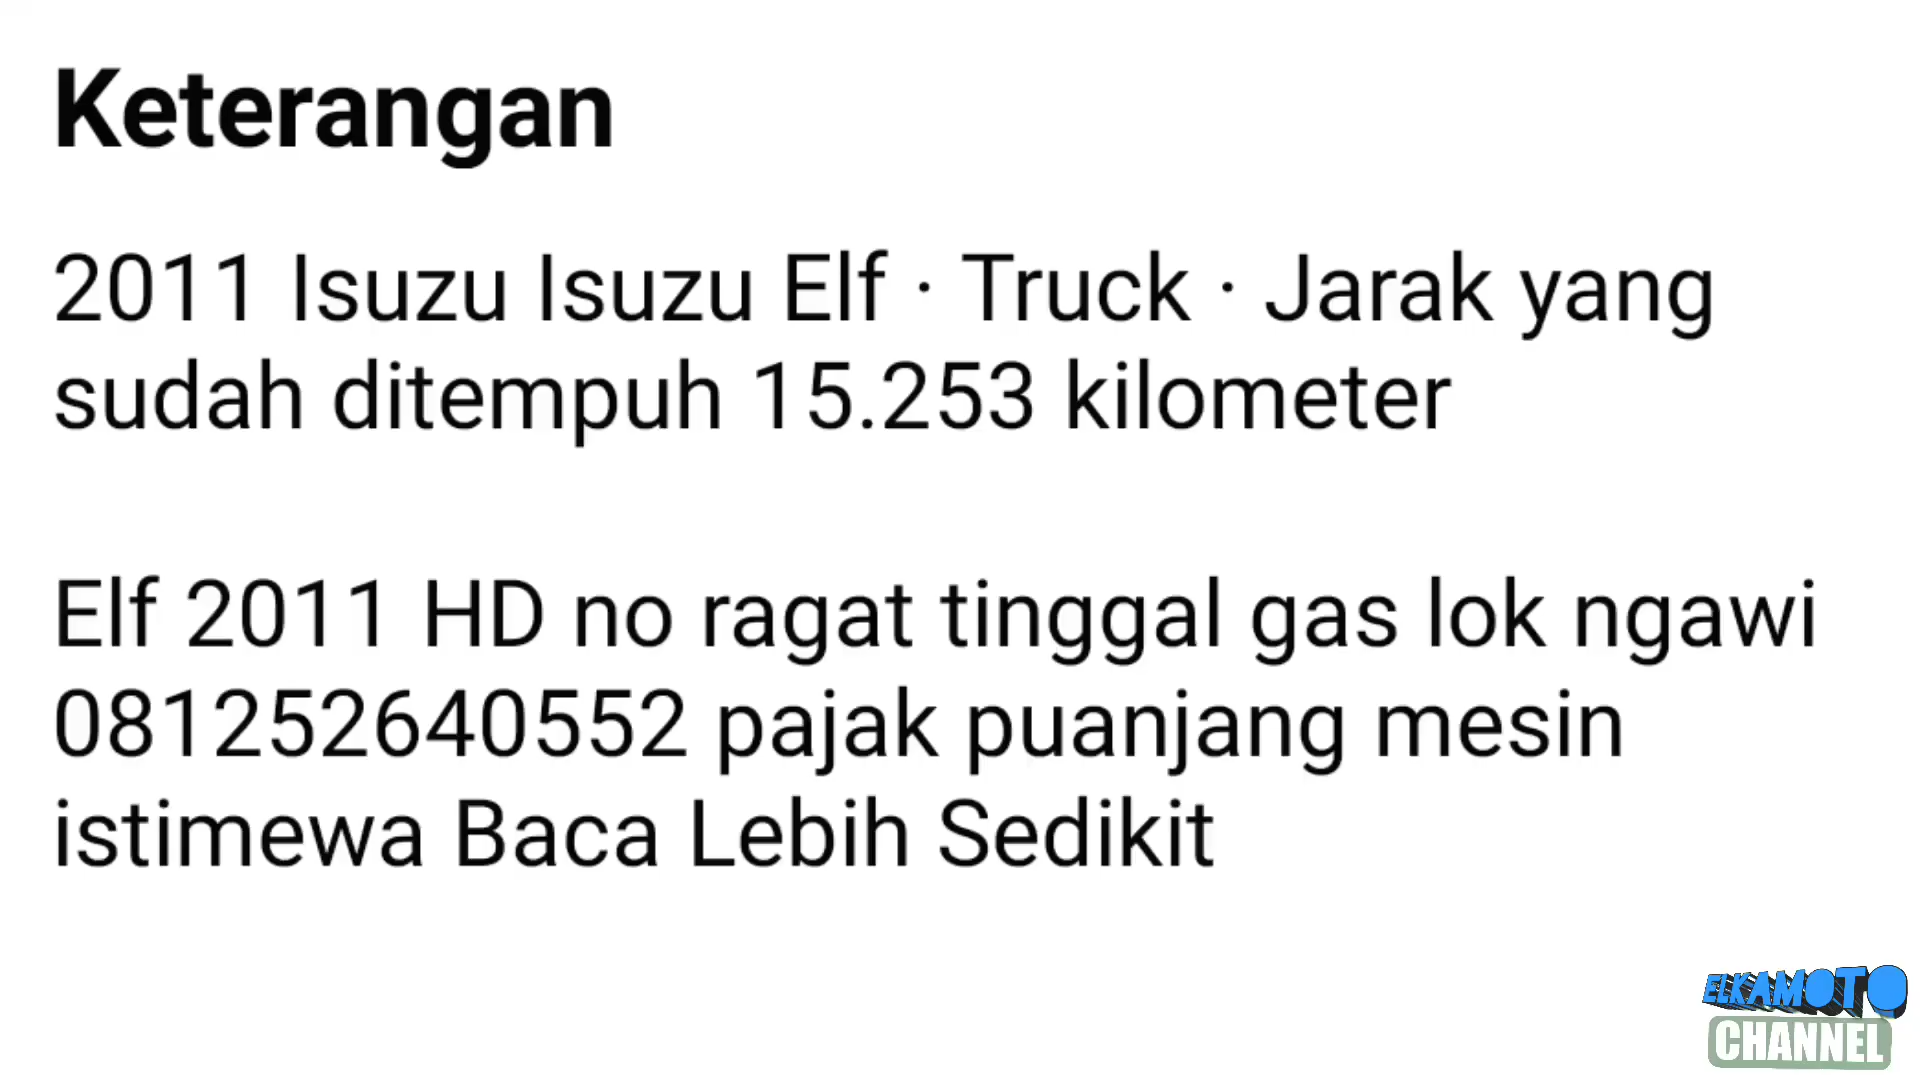 Keterangan
2011 Isuzu Isuzu Elf · Truck · Jarak yang
sudah ditempuh 15.253 kilometer
Elf 2011 HD no ragat tinggal gas lok ngawi
081252640552 pajak puanjang mesin
istimewa Baca Lebih Sedikit
ELKAMOTO
CHANNEL